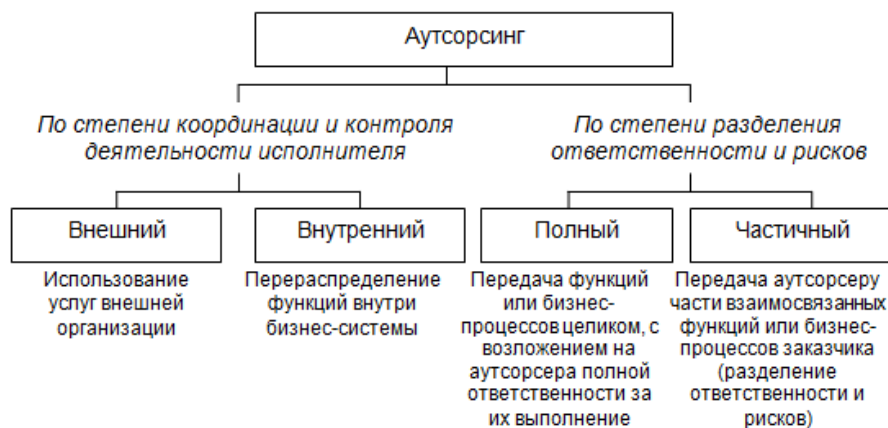 Аутсорсинг
По степени координации и контроля
деятельности исполнителя
По степени разделения
ответственности и рисков
Внешний
Внутренний
Полный
Частичный
Использование
услуг внешней
организации
Перераспределение
функций внутри
бизнес-системы
Передача функций
или бизнес-
процессов целиком, с
возложением на
аутсорсера полной
ответственности за
их выполнение
Передача аутсорсеру
части взаимосвязанных
функций или бизнес-
процессов заказчика
(разделение
ответственности и
рисков)